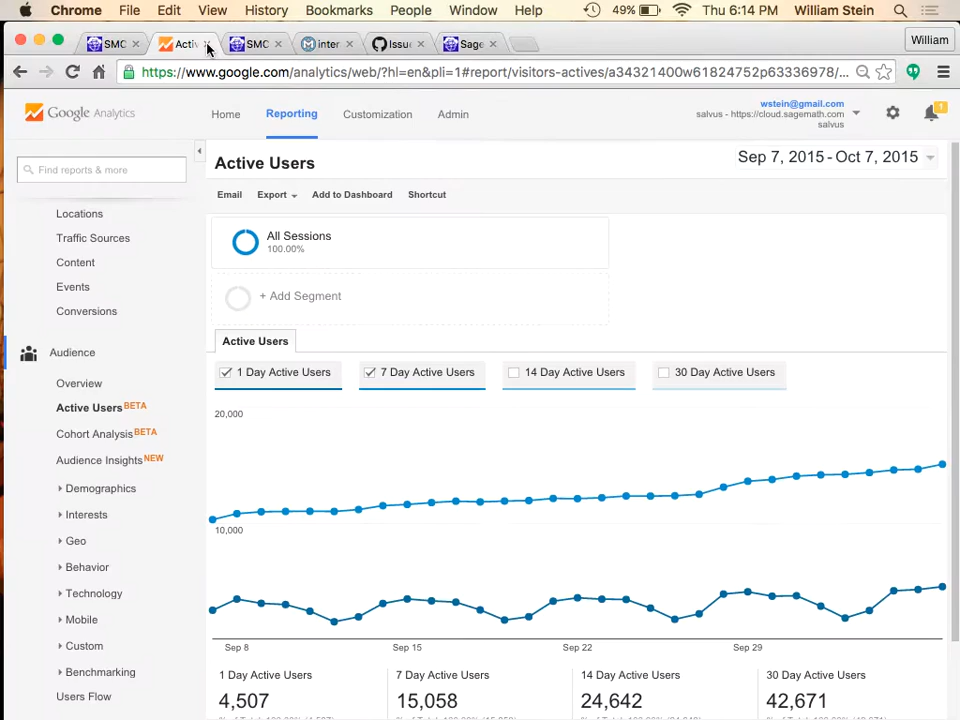 Chrome File Edit View History Bookmarks People Window Help 49% Thu 6:14 PM William Stein
SMC Activ SMC inter Issue Sage William
https://www.google.com/analytics/web/?hl=en&pli=1#report/visitors-actives/a34321400w61824752p63336978/...
Google Analytics Home Reporting Customization Admin
wstein@gmail.com
salvus - https://cloud.sagemath.com
salvus
1
Find reports & more
Locations
Traffic Sources
Content
Events
Conversions
Audience
Overview
Active Users BETA
Cohort Analysis BETA
Audience Insights NEW
Demographics
Interests
Geo
Behavior
Technology
Mobile
Custom
Benchmarking
Users Flow
Active Users
Sep 7, 2015 - Oct 7, 2015
Email Export Add to Dashboard Shortcut
All Sessions
100.00%
+ Add Segment
Active Users
1 Day Active Users 7 Day Active Users 14 Day Active Users 30 Day Active Users
20,000
10,000
Sep 8 Sep 15 Sep 22 Sep 29
1 Day Active Users 7 Day Active Users 14 Day Active Users 30 Day Active Users
4,507 15,058 24,642 42,671